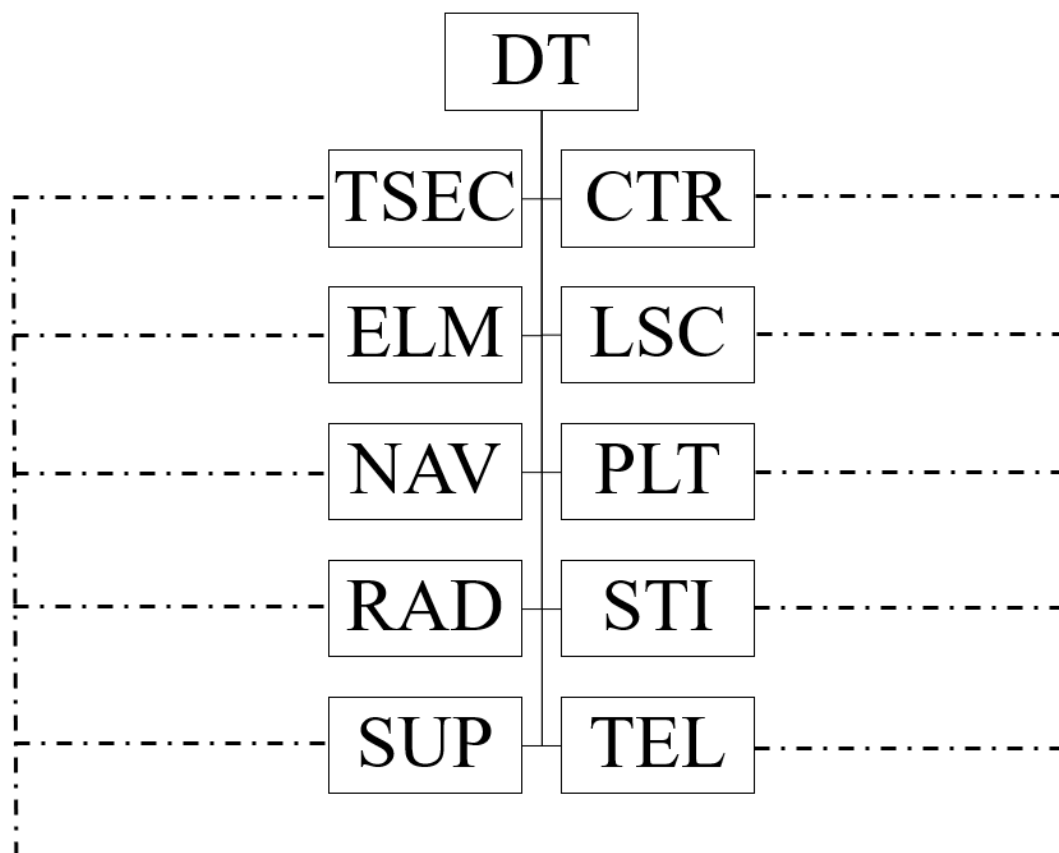 DT
TSEC CTR
ELM LSC
NAV PLT
RAD STI
SUP TEL